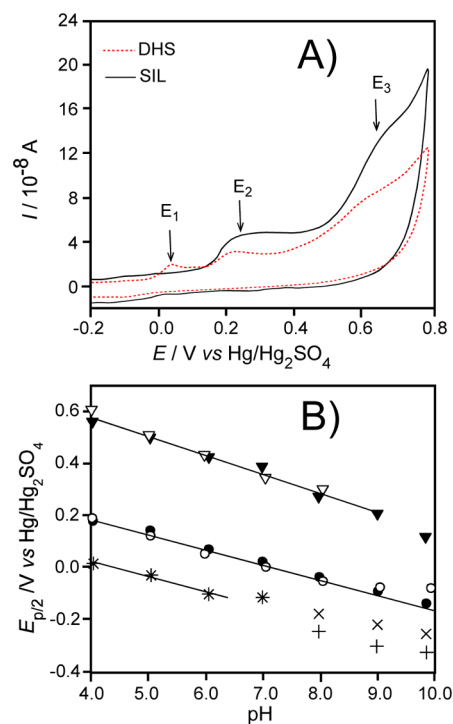 24
20
16
12
8
4
0
I / 10⁻⁸ A
DHS
SIL
A)
E₁
E₂
E₃
-0.2
0.0
0.2
0.4
0.6
0.8
E / V vs Hg/Hg₂SO₄
B)
0.6
0.4
0.2
0.0
-0.2
-0.4
E_p/2 /V vs Hg/Hg₂SO₄
4.0
5.0
6.0
7.0
8.0
9.0
10.0
pH